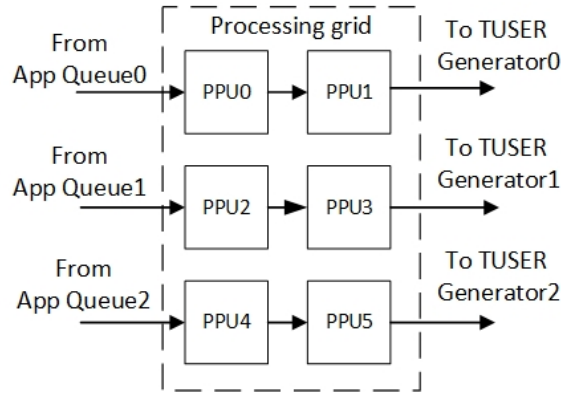 Processing grid
From
App Queue0
PPU0
PPU1
To TUSER
Generator0
From
App Queue1
PPU2
PPU3
To TUSER
Generator1
From
App Queue2
PPU4
PPU5
To TUSER
Generator2